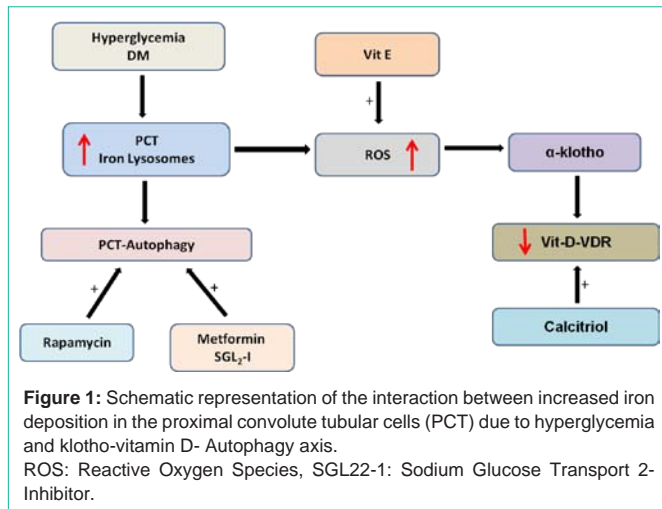 Hyperglycemia
DM
Vit E
+
PCT
Iron Lysosomes
ROS
α-klotho
PCT-Autophagy
Vit-D-VDR
+
+
+
Rapamycin
Metformin
SGL₂-I
Calcitriol
Figure 1: Schematic representation of the interaction between increased iron
deposition in the proximal convolute tubular cells (PCT) due to hyperglycemia
and klotho-vitamin D- Autophagy axis.
ROS: Reactive Oxygen Species, SGL22-1: Sodium Glucose Transport 2-
Inhibitor.